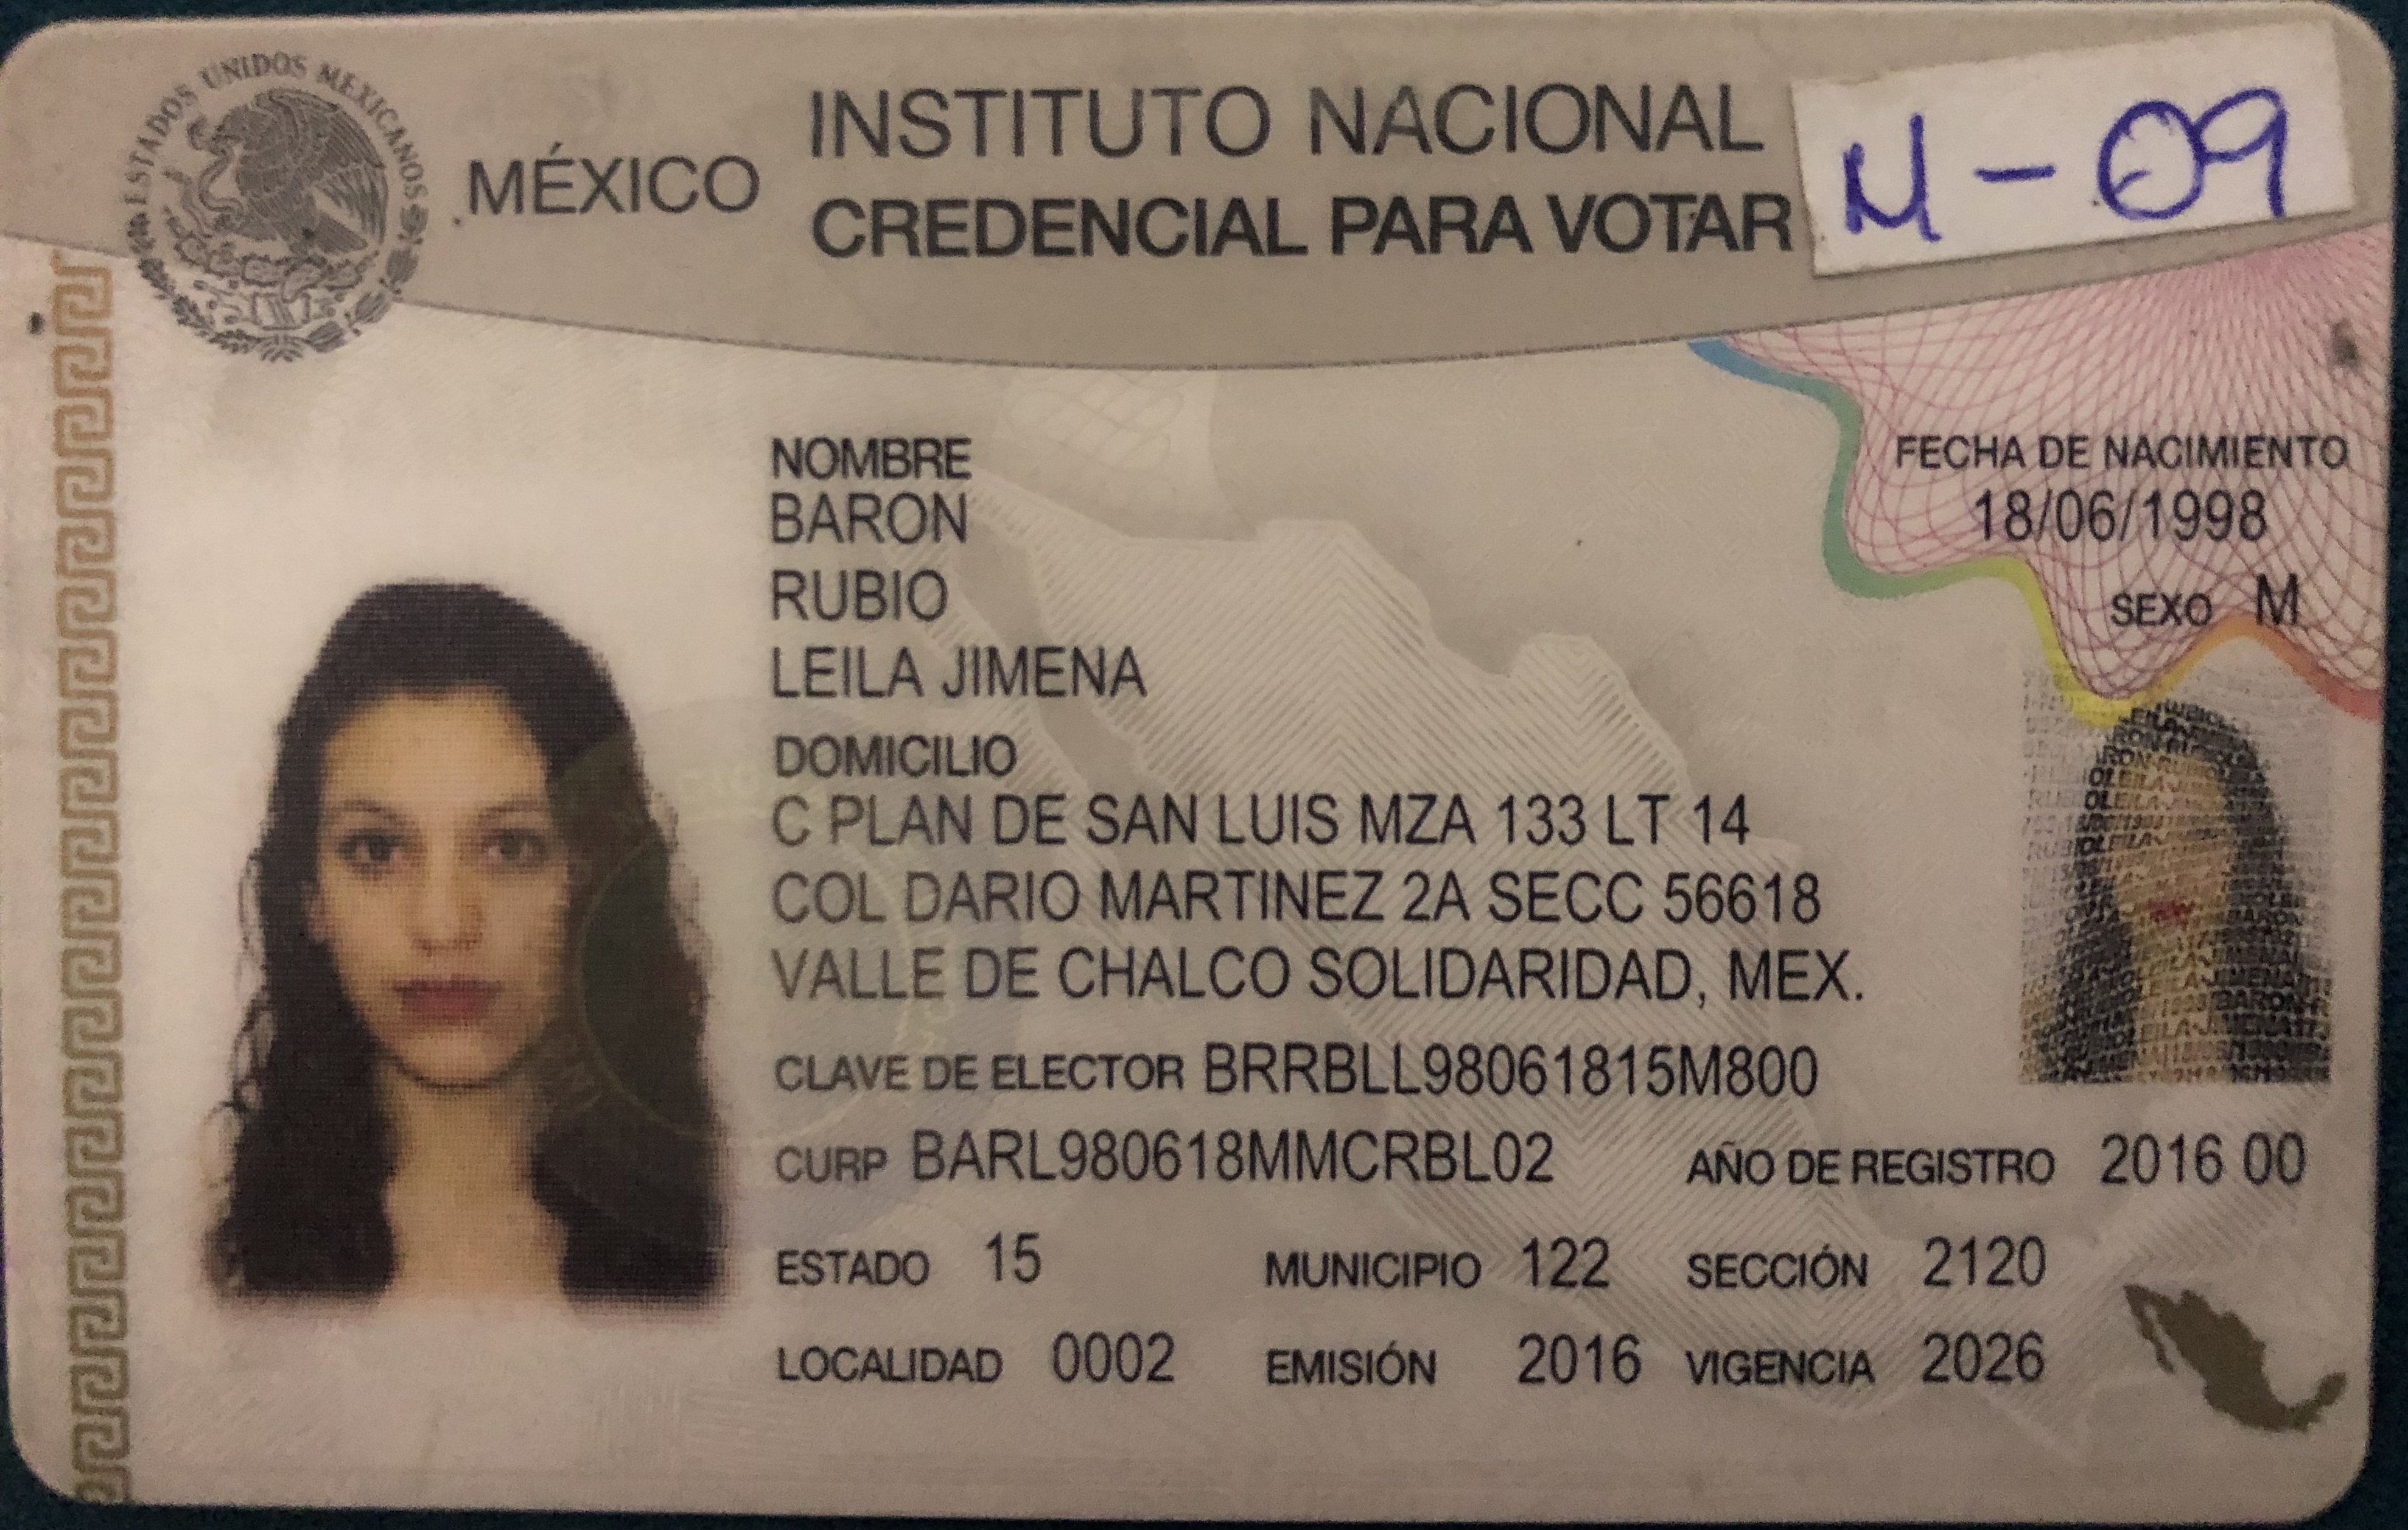 ESTADOS UNIDOS MEXICANOS
MÉXICO
INSTITUTO NACIONAL
CREDENCIAL PARA VOTAR
M - 09
NOMBRE
BARON
RUBIO
LEILA JIMENA
FECHA DE NACIMIENTO
18/06/1998
SEXO M
DOMICILIO
C PLAN DE SAN LUIS MZA 133 LT 14
COL DARIO MARTINEZ 2A SECC 56618
VALLE DE CHALCO SOLIDARIDAD, MEX.
CLAVE DE ELECTOR BRRBLL98061815M800
CURP BARL980618MMCRBL02 AÑO DE REGISTRO 2016 00
ESTADO 15 MUNICIPIO 122 SECCIÓN 2120
LOCALIDAD 0002 EMISIÓN 2016 VIGENCIA 2026